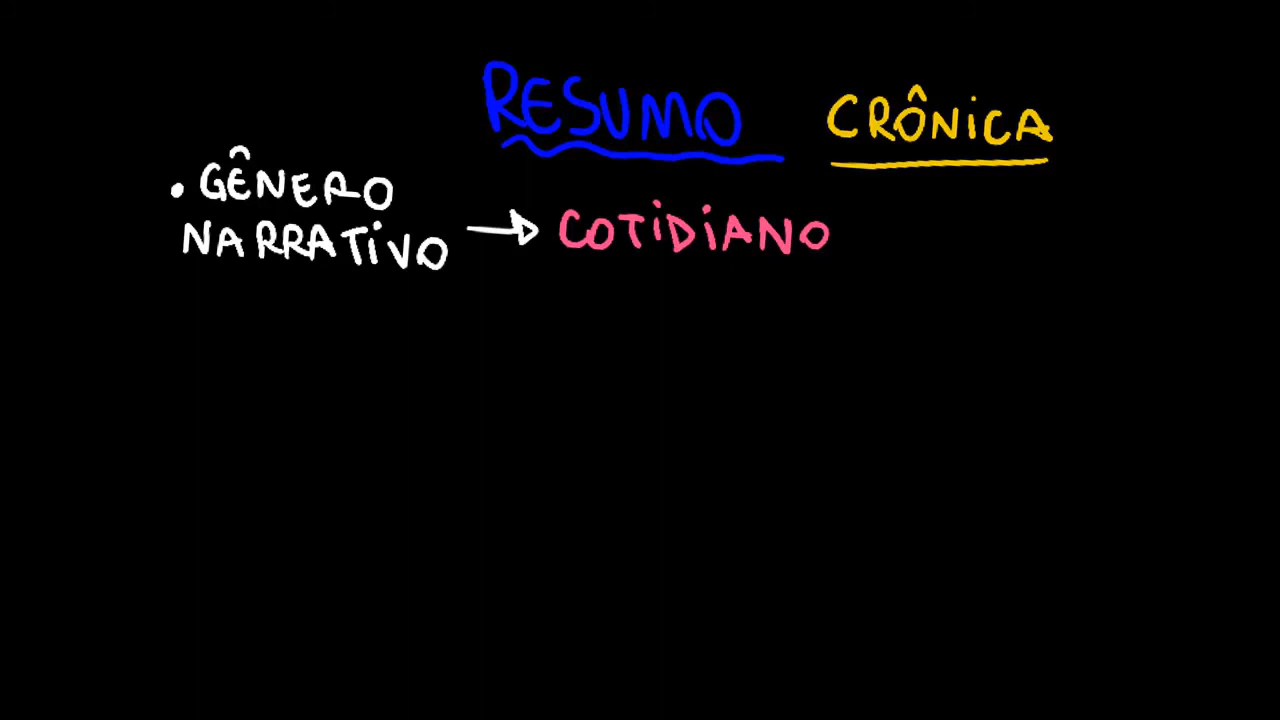 RESUMO CRÔNICA
. GÊNERO
NARRATIVO → COTIDIANO